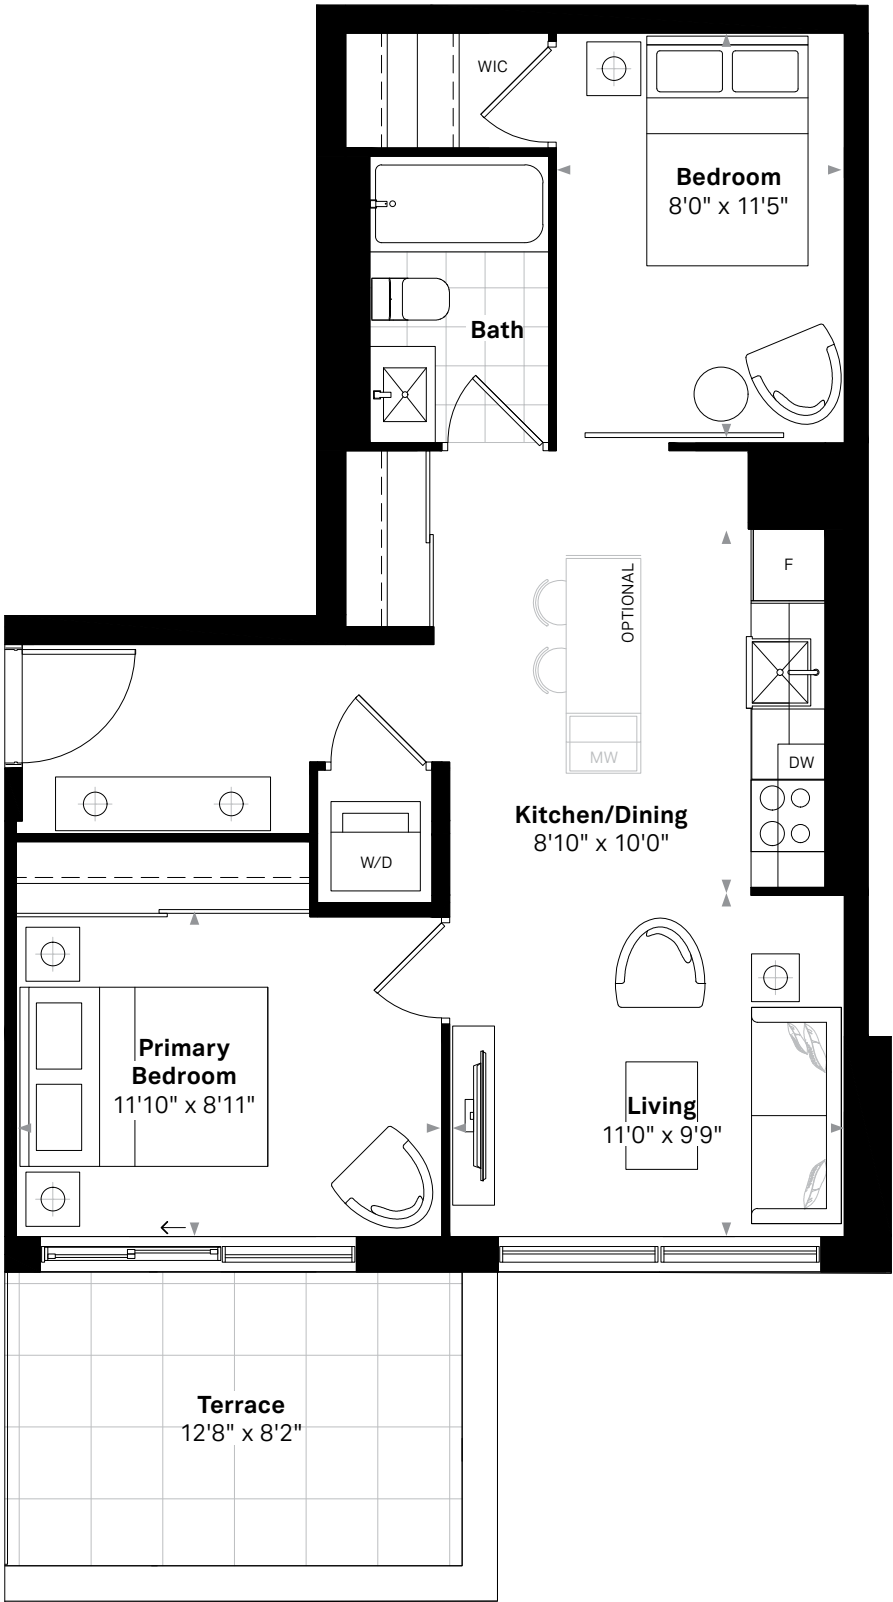 WIC
Bedroom
8'0" x 11'5"
Bath
F
OPTIONAL
MW
DW
Kitchen/Dining
8'10" x 10'0"
W/D
Primary
Bedroom
11'10" x 8'11"
Living
11'0" x 9'9"
Terrace
12'8" x 8'2"